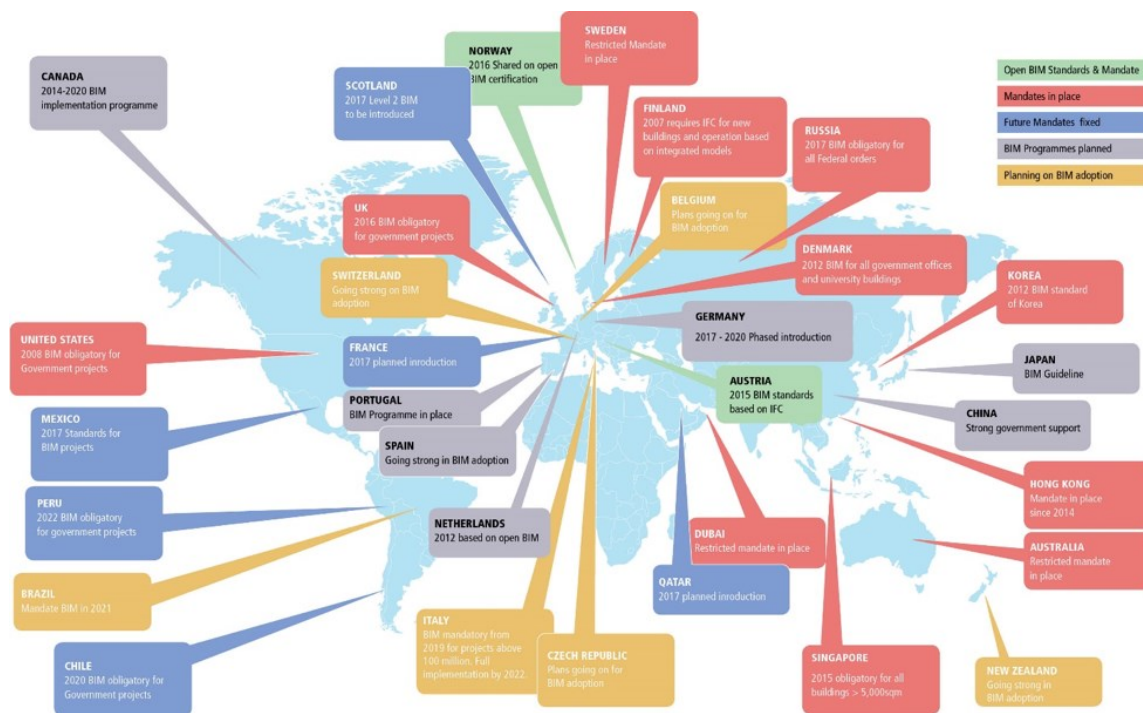 CANADA
2014-2020 BIM
implementation programme
SCOTLAND
2017 Level 2 BIM
to be introduced
NORWAY
2016 Shared on open
BIM certification
SWEDEN
Restricted Mandate
in place
FINLAND
2007 requires IFC for new
buildings and operation based
on integrated models
RUSSIA
2017 BIM obligatory for
all Federal orders
Open BIM Standards & Mandate
Mandates in place
Future Mandates fixed
BIM Programmes planned
Planning on BIM adoption
UK
2016 BIM obligatory
for government projects
BELGIUM
Plans going on for
BIM adoption
SWITZERLAND
Going strong on BIM
adoption
DENMARK
2012 BIM for all government offices
and university buildings
KOREA
2012 BIM standard
of Korea
UNITED STATES
2008 BIM obligatory for
Government projects
FRANCE
2017 planned inroduction
GERMANY
2017 - 2020 Phased introduction
JAPAN
BIM Guideline
PORTUGAL
BIM Programme in place
AUSTRIA
2015 BIM standards
based on IFC
CHINA
Strong government support
MEXICO
2017 Standards for
BIM projects
SPAIN
Going strong in BIM adoption
HONG KONG
Mandate in place
since 2014
PERU
2022 BIM obligatory
for government projects
NETHERLANDS
2012 based on open BIM
DUBAI
Restricted mandate in place
AUSTRALIA
Restricted mandate
in place
BRAZIL
Mandate BIM in 2021
QATAR
2017 planned inroduction
ITALY
BIM mandatory from
2019 for projects above
100 million. Full
implementation by 2022.
CZECH REPUBLIC
Plans going on for
BIM adoption
CHILE
2020 BIM obligatory for
Government projects
SINGAPORE
2015 obligatory for all
buildings > 5,000sqm
NEW ZEALAND
Going strong in
BIM adoption